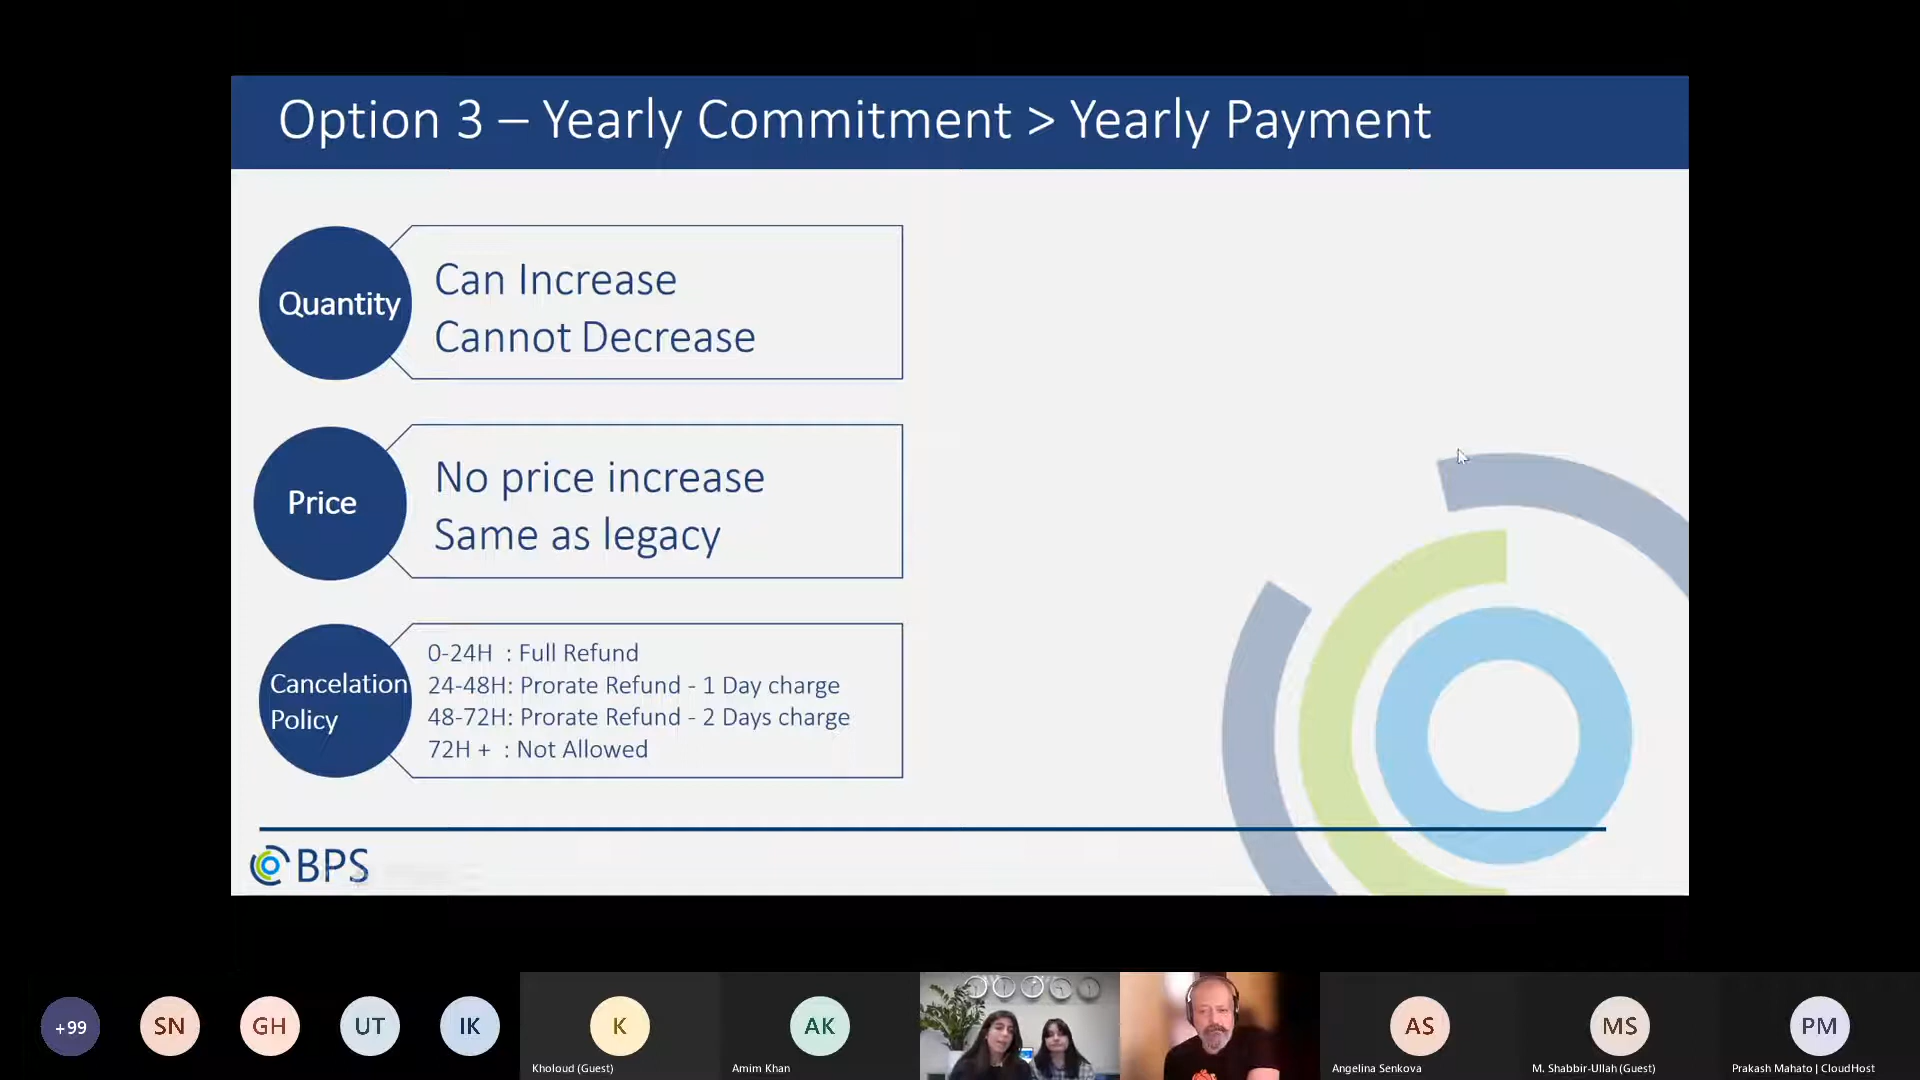 Option 3 – Yearly Commitment > Yearly Payment
Quantity
Can Increase
Cannot Decrease
Price
No price increase
Same as legacy
Cancelation
Policy
0-24H : Full Refund
24-48H: Prorate Refund - 1 Day charge
48-72H: Prorate Refund - 2 Days charge
72H + : Not Allowed
BPS
+99
SN
GH
UT
IK
K
Kholoud (Guest)
AK
Amim Khan
AS
Angelina Senkova
MS
M. Shabbir-Ullah (Guest)
PM
Prakash Mahato | CloudHost